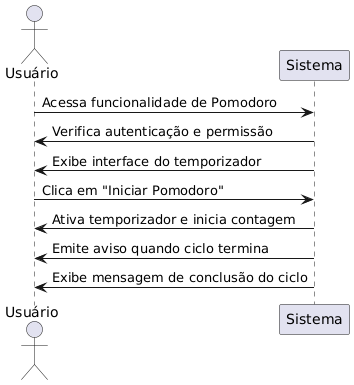 Usuário
Sistema
Acessa funcionalidade de Pomodoro
Verifica autenticação e permissão
Exibe interface do temporizador
Clica em "Iniciar Pomodoro"
Ativa temporizador e inicia contagem
Emite aviso quando ciclo termina
Exibe mensagem de conclusão do ciclo
Usuário
Sistema